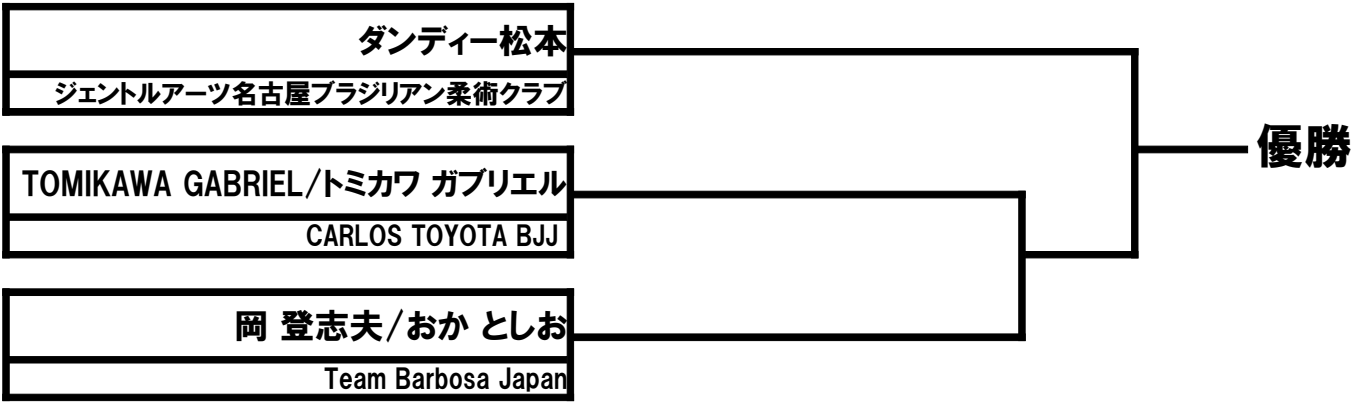 ダンディー松本
ジェントルアーツ名古屋ブラジリアン柔術クラブ
優勝
TOMIKAWA GABRIEL/トミカワ ガブリエル
CARLOS TOYOTA BJJ
岡 登志夫/おか としお
Team Barbosa Japan